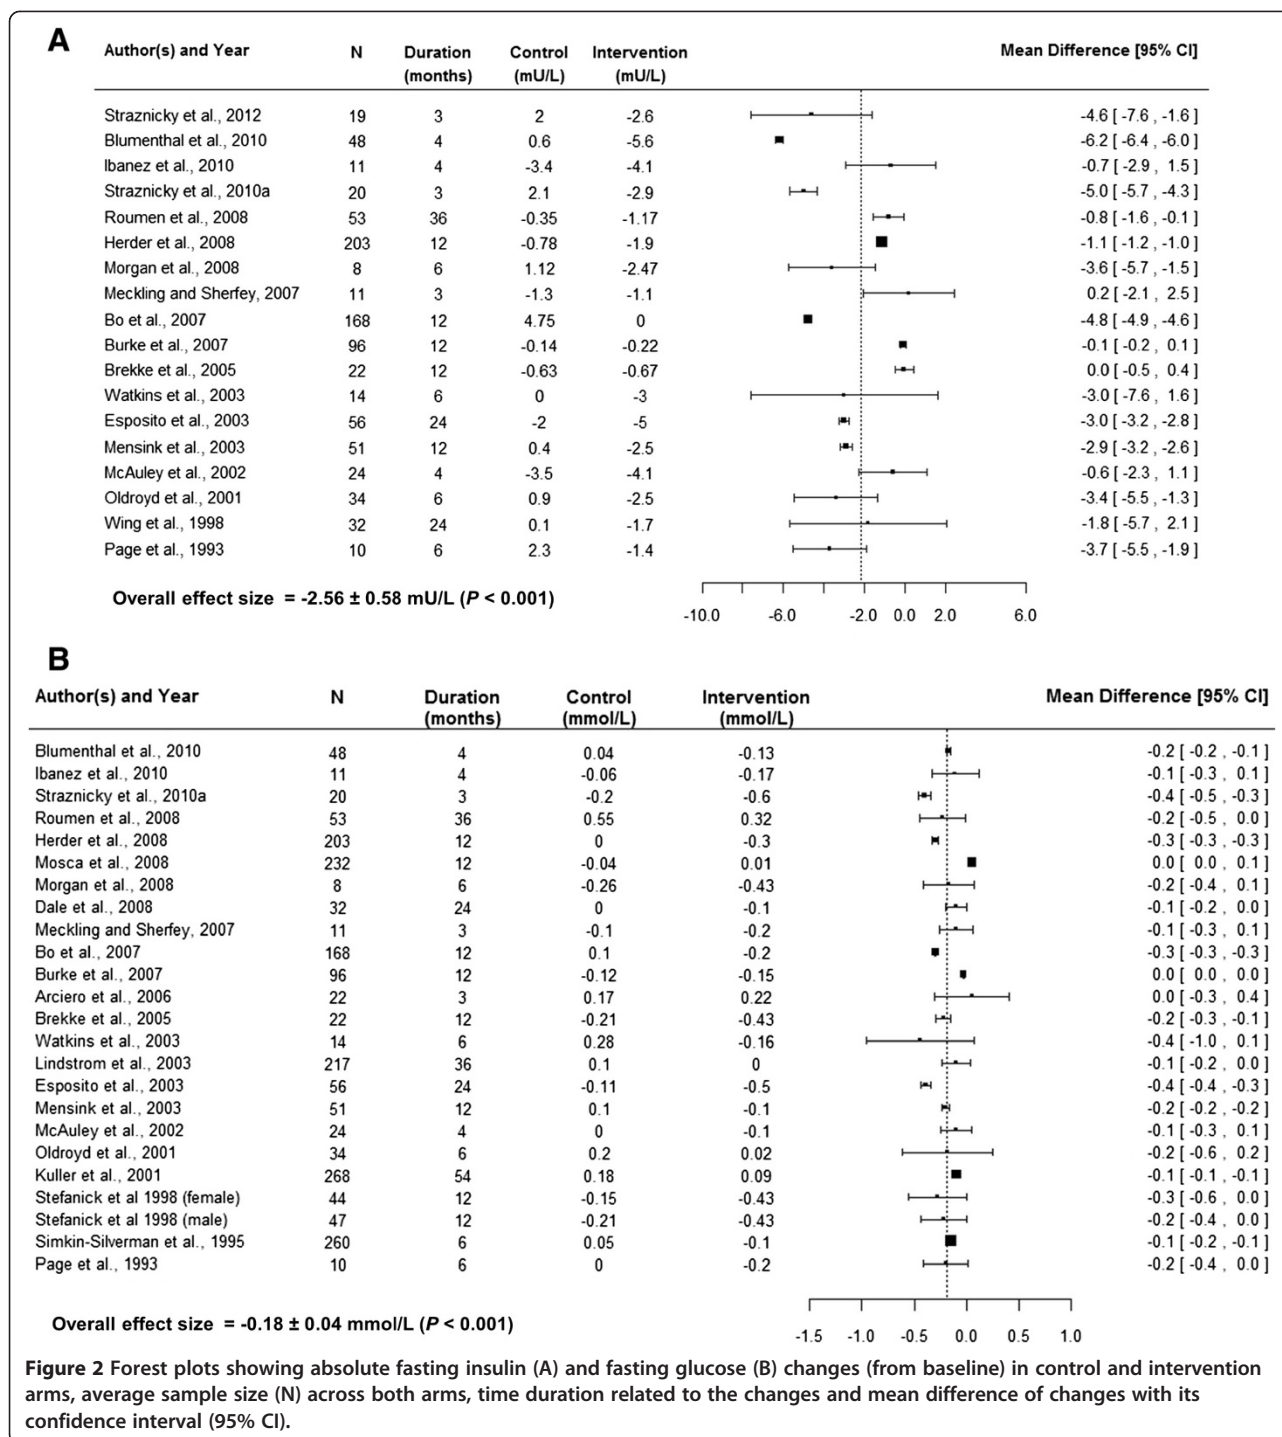 A
Author(s) and Year N Duration (months) Control (mU/L) Intervention (mU/L) Mean Difference [95% CI]
Straznicky et al., 2012 19 3 2 -2.6 -4.6 [ -7.6 , -1.6 ]
Blumenthal et al., 2010 48 4 0.6 -5.6 -6.2 [ -6.4 , -6.0 ]
Ibanez et al., 2010 11 4 -3.4 -4.1 -0.7 [ -2.9 , 1.5 ]
Straznicky et al., 2010a 20 3 2.1 -2.9 -5.0 [ -5.7 , -4.3 ]
Roumen et al., 2008 53 36 -0.35 -1.17 -0.8 [ -1.6 , -0.1 ]
Herder et al., 2008 203 12 -0.78 -1.9 -1.1 [ -1.2 , -1.0 ]
Morgan et al., 2008 8 6 1.12 -2.47 -3.6 [ -5.7 , -1.5 ]
Meckling and Sherfey, 2007 11 3 -1.3 -1.1 0.2 [ -2.1 , 2.5 ]
Bo et al., 2007 168 12 4.75 0 -4.8 [ -4.9 , -4.6 ]
Burke et al., 2007 96 12 -0.14 -0.22 -0.1 [ -0.2 , 0.1 ]
Brekke et al., 2005 22 12 -0.63 -0.67 0.0 [ -0.5 , 0.4 ]
Watkins et al., 2003 14 6 0 -3 -3.0 [ -7.6 , 1.6 ]
Esposito et al., 2003 56 24 -2 -5 -3.0 [ -3.2 , -2.8 ]
Mensink et al., 2003 51 12 0.4 -2.5 -2.9 [ -3.2 , -2.6 ]
McAuley et al., 2002 24 4 -3.5 -4.1 -0.6 [ -2.3 , 1.1 ]
Oldroyd et al., 2001 34 6 0.9 -2.5 -3.4 [ -5.5 , -1.3 ]
Wing et al., 1998 32 24 0.1 -1.7 -1.8 [ -5.7 , 2.1 ]
Page et al., 1993 10 6 2.3 -1.4 -3.7 [ -5.5 , -1.9 ]
Overall effect size = -2.56 ± 0.58 mU/L (P < 0.001)
-10.0 -6.0 -2.0 0.0 2.0 6.0
B
Author(s) and Year N Duration (months) Control (mmol/L) Intervention (mmol/L) Mean Difference [95% CI]
Blumenthal et al., 2010 48 4 0.04 -0.13 -0.2 [ -0.2 , -0.1 ]
Ibanez et al., 2010 11 4 -0.06 -0.17 -0.1 [ -0.3 , 0.1 ]
Straznicky et al., 2010a 20 3 -0.2 -0.6 -0.4 [ -0.5 , -0.3 ]
Roumen et al., 2008 53 36 0.55 0.32 -0.2 [ -0.5 , 0.0 ]
Herder et al., 2008 203 12 0 -0.3 -0.3 [ -0.3 , -0.3 ]
Mosca et al., 2008 232 12 -0.04 0.01 0.0 [ 0.0 , 0.1 ]
Morgan et al., 2008 8 6 -0.26 -0.43 -0.2 [ -0.4 , 0.1 ]
Dale et al., 2008 32 24 0 -0.1 -0.1 [ -0.2 , 0.0 ]
Meckling and Sherfey, 2007 11 3 -0.1 -0.2 -0.1 [ -0.3 , 0.1 ]
Bo et al., 2007 168 12 0.1 -0.2 -0.3 [ -0.3 , -0.3 ]
Burke et al., 2007 96 12 -0.12 -0.15 0.0 [ 0.0 , 0.0 ]
Arciero et al., 2006 22 3 0.17 0.22 0.0 [ -0.3 , 0.4 ]
Brekke et al., 2005 22 12 -0.21 -0.43 -0.2 [ -0.3 , -0.1 ]
Watkins et al., 2003 14 6 0.28 -0.16 -0.4 [ -1.0 , 0.1 ]
Lindstrom et al., 2003 217 36 0.1 0 -0.1 [ -0.2 , 0.0 ]
Esposito et al., 2003 56 24 -0.11 -0.5 -0.4 [ -0.4 , -0.3 ]
Mensink et al., 2003 51 12 0.1 -0.1 -0.2 [ -0.2 , -0.2 ]
McAuley et al., 2002 24 4 0 -0.1 -0.1 [ -0.3 , 0.1 ]
Oldroyd et al., 2001 34 6 0.2 0.02 -0.2 [ -0.6 , 0.2 ]
Kuller et al., 2001 268 54 0.18 0.09 -0.1 [ -0.1 , -0.1 ]
Stefanick et al 1998 (female) 44 12 -0.15 -0.43 -0.3 [ -0.6 , 0.0 ]
Stefanick et al 1998 (male) 47 12 -0.21 -0.43 -0.2 [ -0.4 , 0.0 ]
Simkin-Silverman et al., 1995 260 6 0.05 -0.1 -0.1 [ -0.2 , -0.1 ]
Page et al., 1993 10 6 0 -0.2 -0.2 [ -0.4 , 0.0 ]
Overall effect size = -0.18 ± 0.04 mmol/L (P < 0.001)
-1.5 -1.0 -0.5 0.0 0.5 1.0
Figure 2 Forest plots showing absolute fasting insulin (A) and fasting glucose (B) changes (from baseline) in control and intervention
arms, average sample size (N) across both arms, time duration related to the changes and mean difference of changes with its
confidence interval (95% CI).